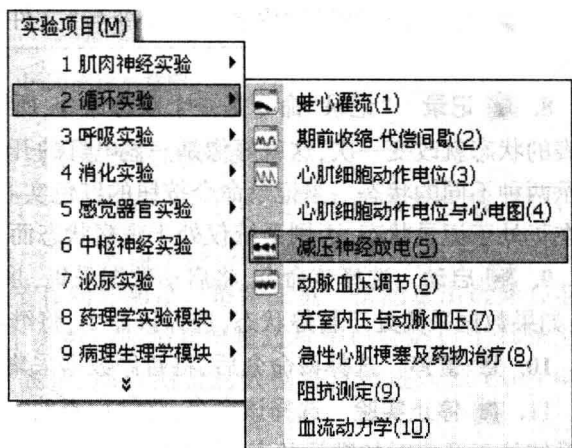 实验项目(M)
1 肌肉神经实验
2 循环实验
3 呼吸实验
4 消化实验
5 感觉器官实验
6 中枢神经实验
7 泌尿实验
8 药理学实验模块
9 病理生理学模块
蛙心灌流(1)
期前收缩-代偿间歇(2)
心肌细胞动作电位(3)
心肌细胞动作电位与心电图(4)
减压神经放电(5)
动脉血压调节(6)
左室内压与动脉血压(7)
急性心肌梗塞及药物治疗(8)
阻抗测定(9)
血流动力学(10)